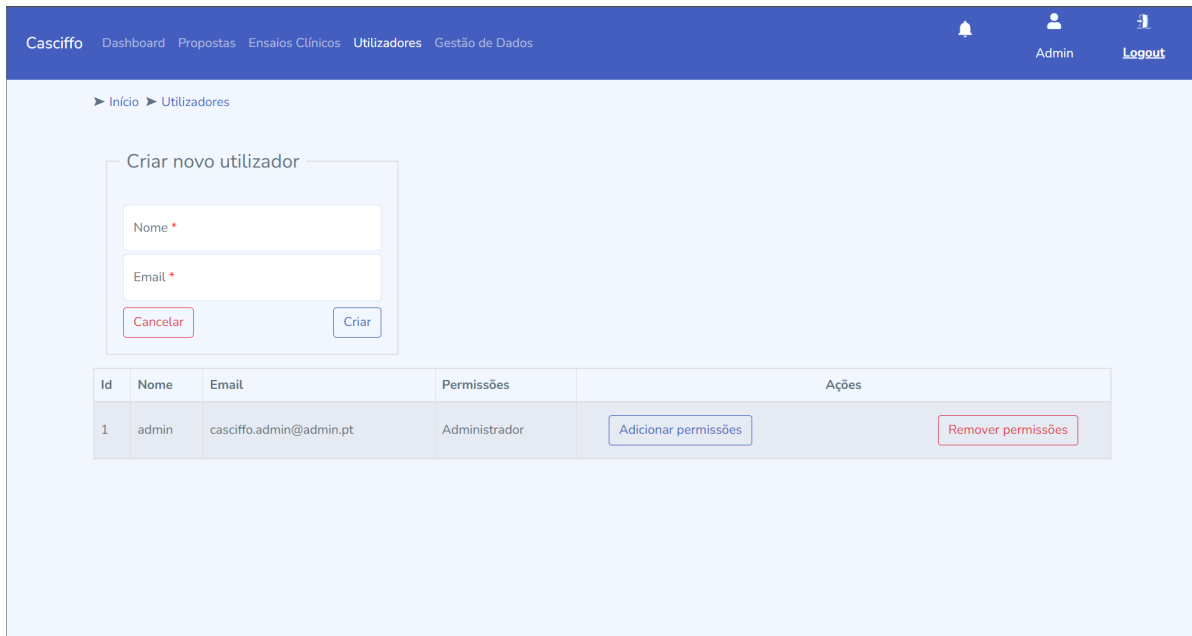 Casciffo Dashboard Propostas Ensaios Clínicos Utilizadores Gestão de Dados Admin Logout
➤ Início ➤ Utilizadores
Criar novo utilizador
Nome *
Email *
Cancelar Criar
Id Nome Email Permissões Ações
1 admin casciffo.admin@admin.pt Administrador Adicionar permissões Remover permissões